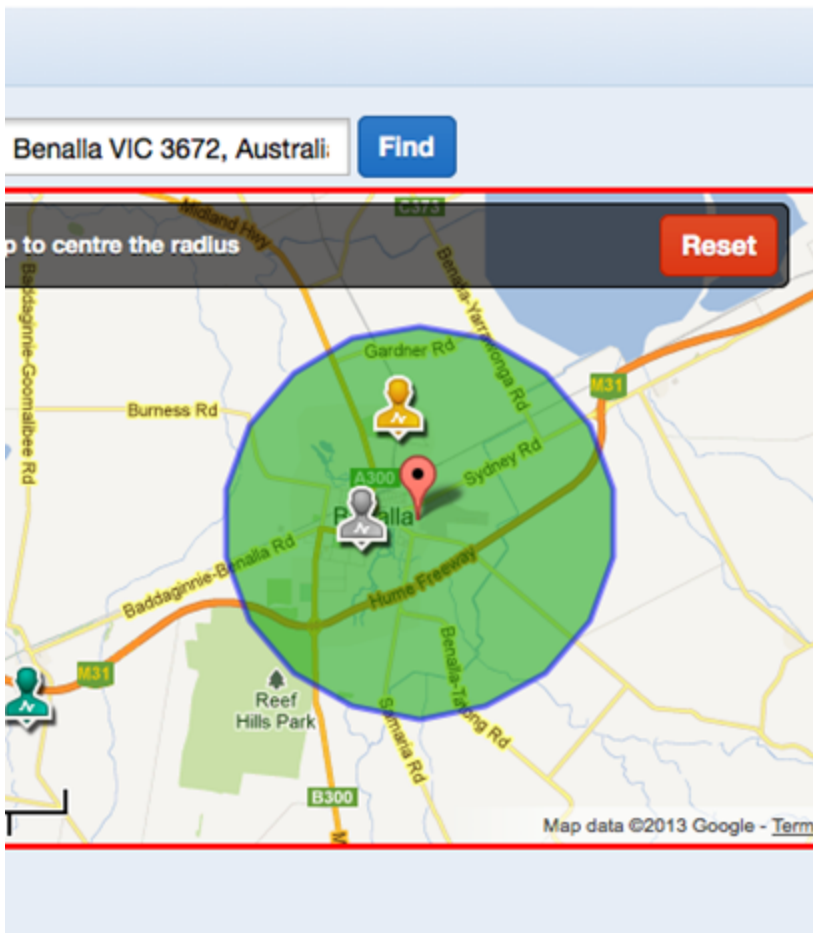 Benalla VIC 3672, Australi
Find
p to centre the radius
Reset
Midland Hwy
C373
Baddaginnie-Goomalibee Rd
Benalla-Yarrawonga Rd
Gardner Rd
M31
Burness Rd
Sydney Rd
A300
B alla
Baddaginnie-Benalla Rd
Hume Freeway
M31
Benalla-Tatong Rd
Reef
Hills Park
Samaria Rd
B300
M
Map data ©2013 Google - Term